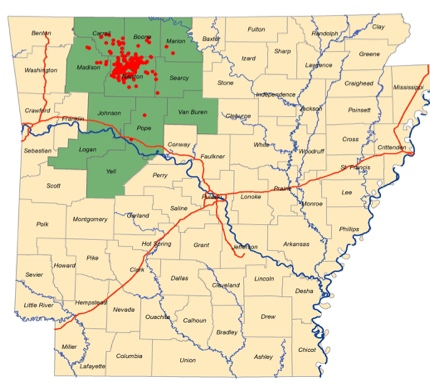 Benton
Carroll
Boone
Marion
Baxter
Fulton
Randolph
Clay
Sharp
Izard
Greene
Washington
Madison
Newton
Searcy
Stone
Lawrence
Craighead
Mississippi
Independence
Crawford
Franklin
Johnson
Van Buren
Cleburne
Jackson
Poinsett
Pope
Cross
Crittenden
Sebastian
Logan
Conway
Faulkner
White
Woodruff
St. Francis
Yell
Perry
Scott
Lonoke
Prairie
Lee
Monroe
Saline
Garland
Phillips
Polk
Montgomery
Hot Spring
Grant
Jefferson
Arkansas
Howard
Pike
Clark
Sevier
Dallas
Cleveland
Lincoln
Desha
Little River
Hempstead
Nevada
Ouachita
Calhoun
Drew
Bradley
Miller
Lafayette
Columbia
Union
Ashley
Chicot